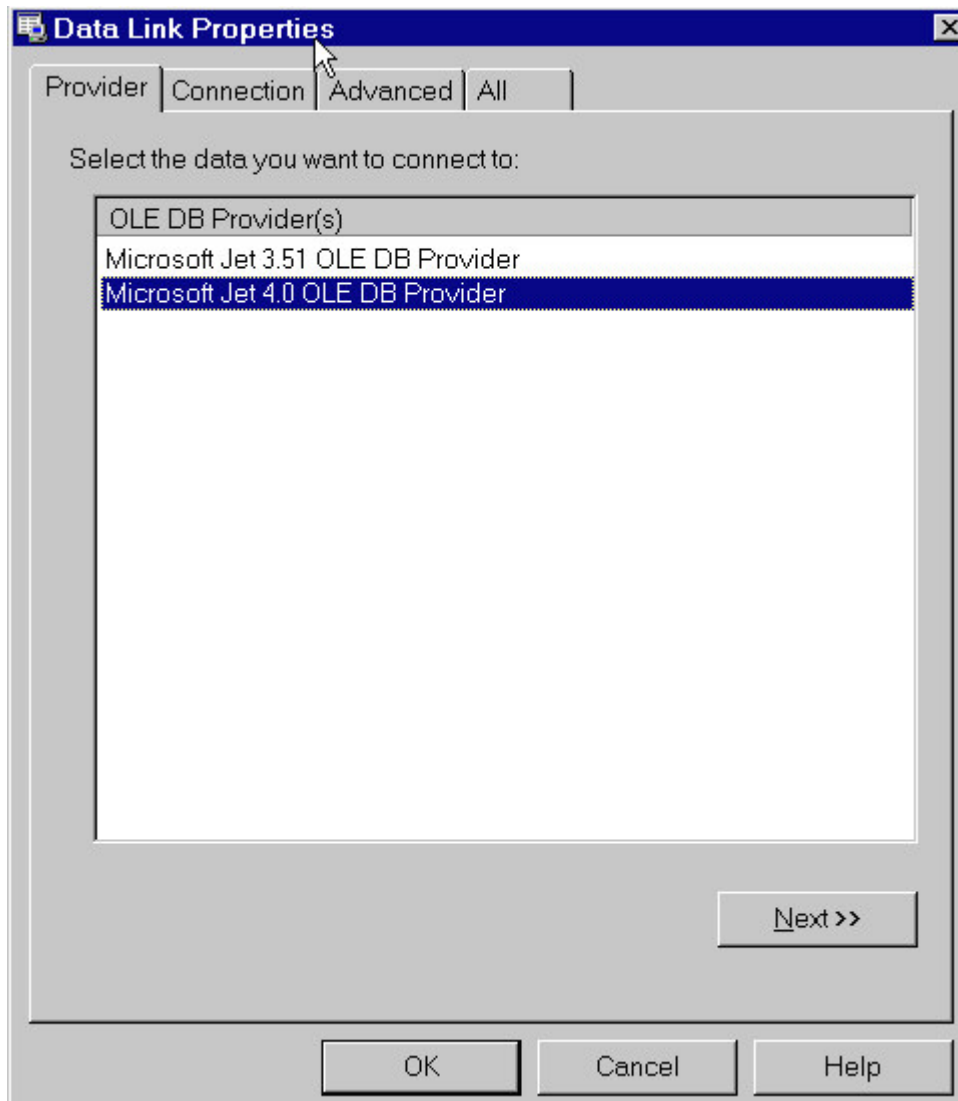 Data Link Properties
Provider Connection Advanced All
Select the data you want to connect to:
OLE DB Provider(s)
Microsoft Jet 3.51 OLE DB Provider
Microsoft Jet 4.0 OLE DB Provider
Next >>
OK Cancel Help